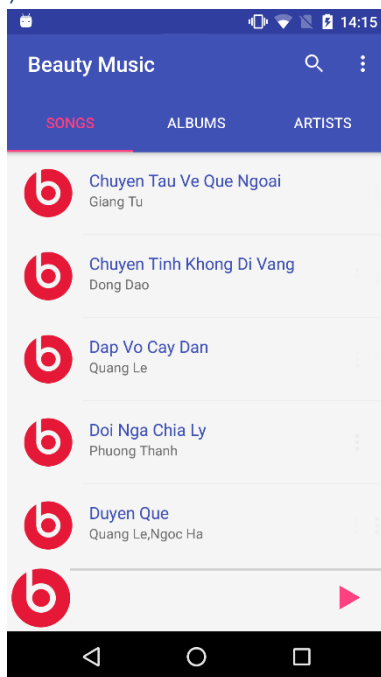 14:15
Beauty Music
SONGS ALBUMS ARTISTS
Chuyen Tau Ve Que Ngoai
Giang Tu
Chuyen Tinh Khong Di Vang
Dong Dao
Dap Vo Cay Dan
Quang Le
Doi Nga Chia Ly
Phuong Thanh
Duyen Que
Quang Le,Ngoc Ha